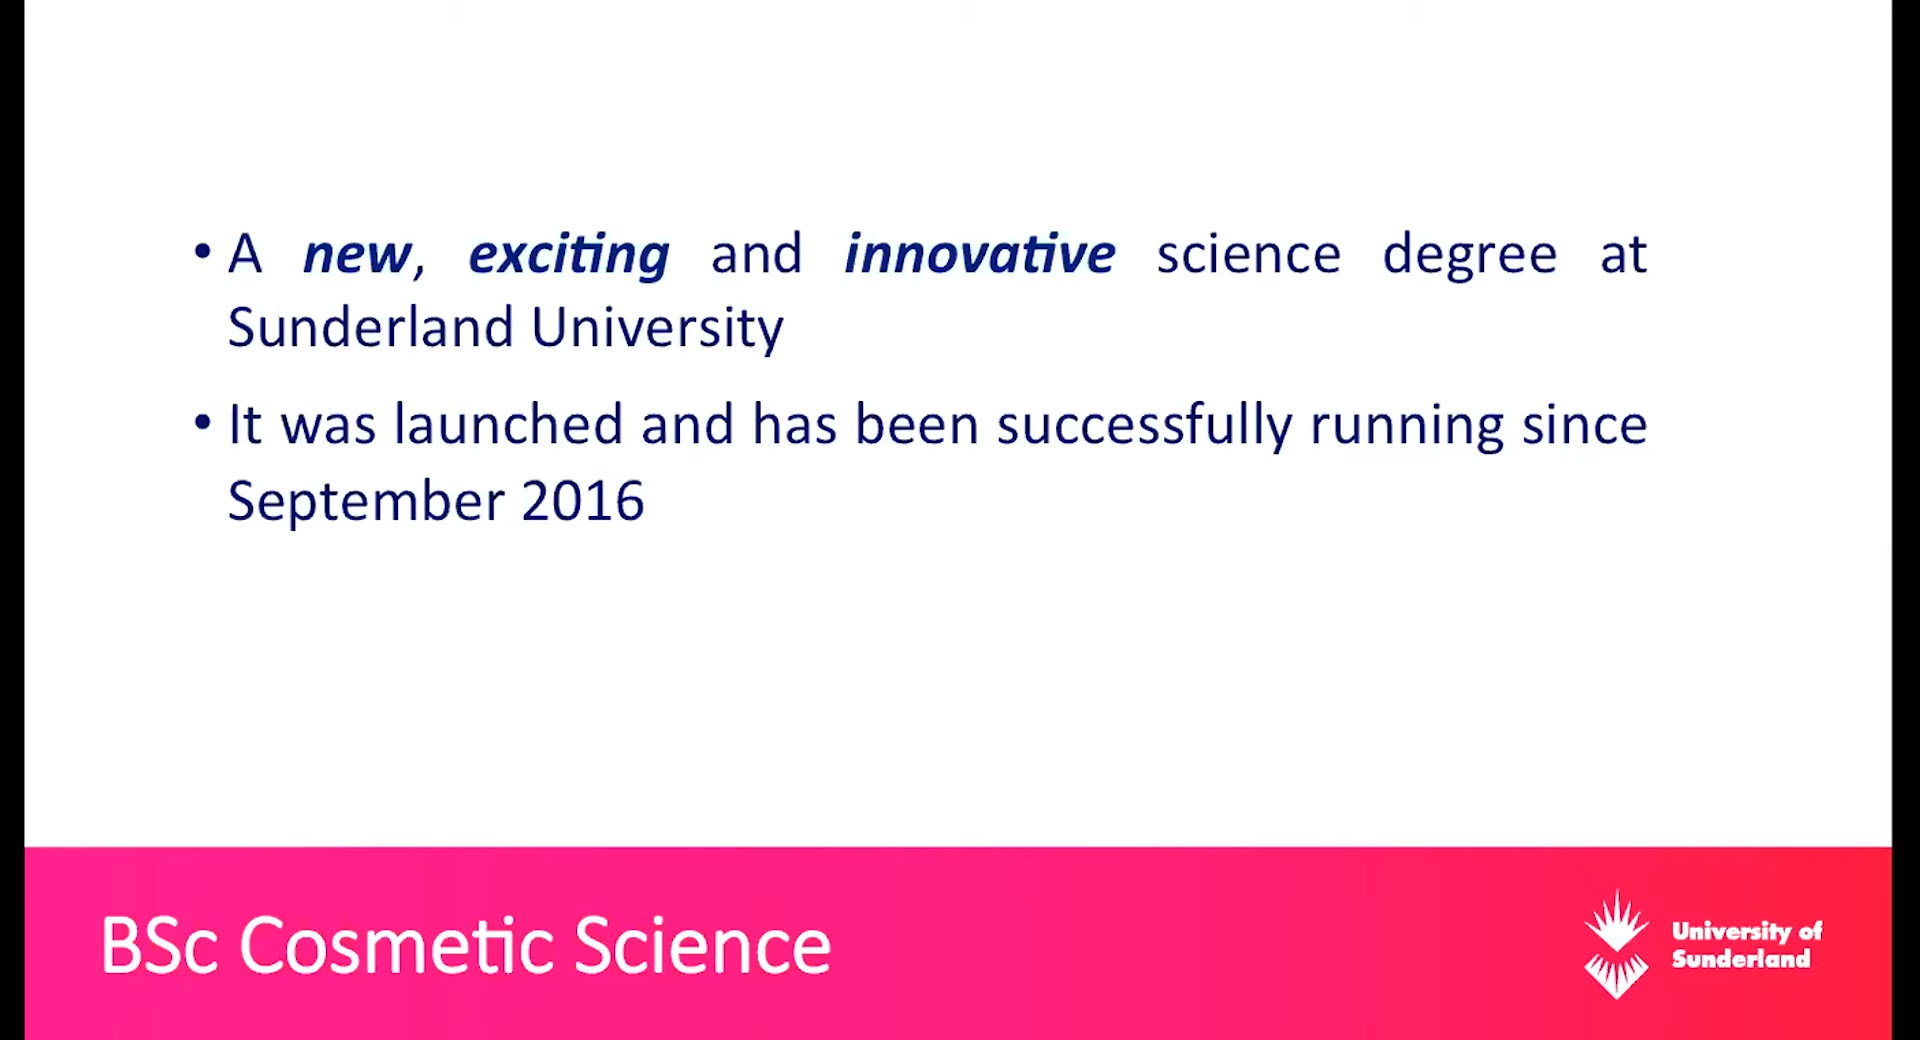 • A new, exciting and innovative science degree at
Sunderland University
• It was launched and has been successfully running since
September 2016
BSc Cosmetic Science
University of
Sunderland